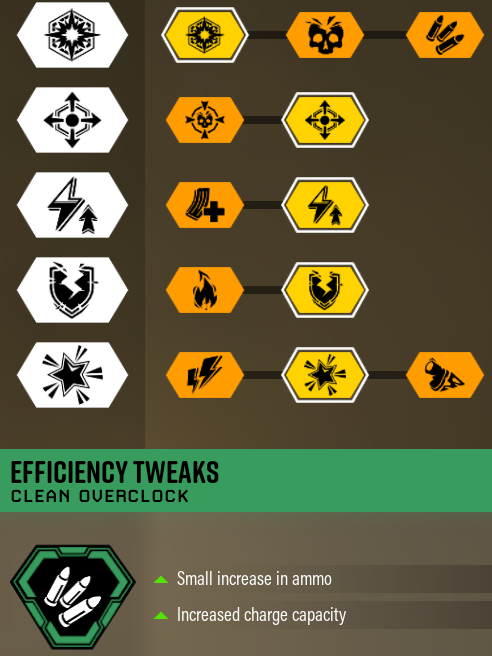 EFFICIENCY TWEAKS
CLEAN OVERCLOCK
Small increase in ammo
Increased charge capacity